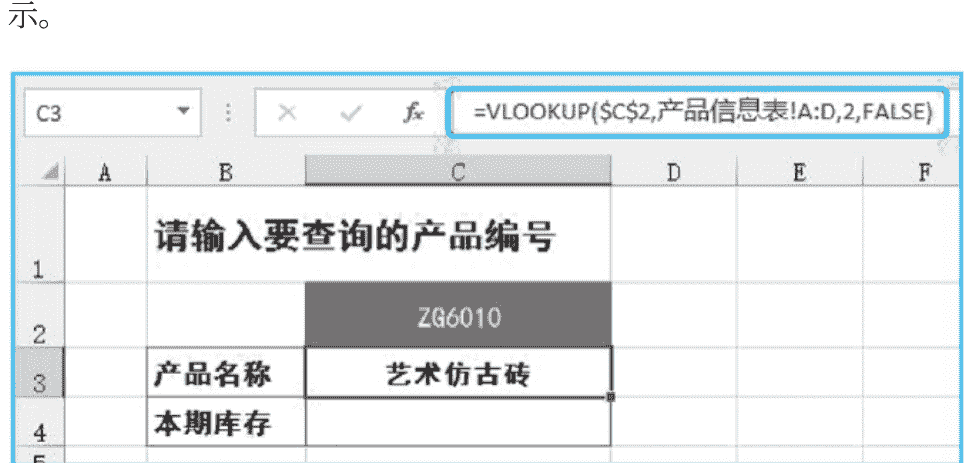 示。
C3 fx =VLOOKUP($C$2,产品信息表!A:D,2,FALSE)
A B C D E F
1 请输入要查询的产品编号
2 ZG6010
3 产品名称 艺术仿古砖
4 本期库存
5